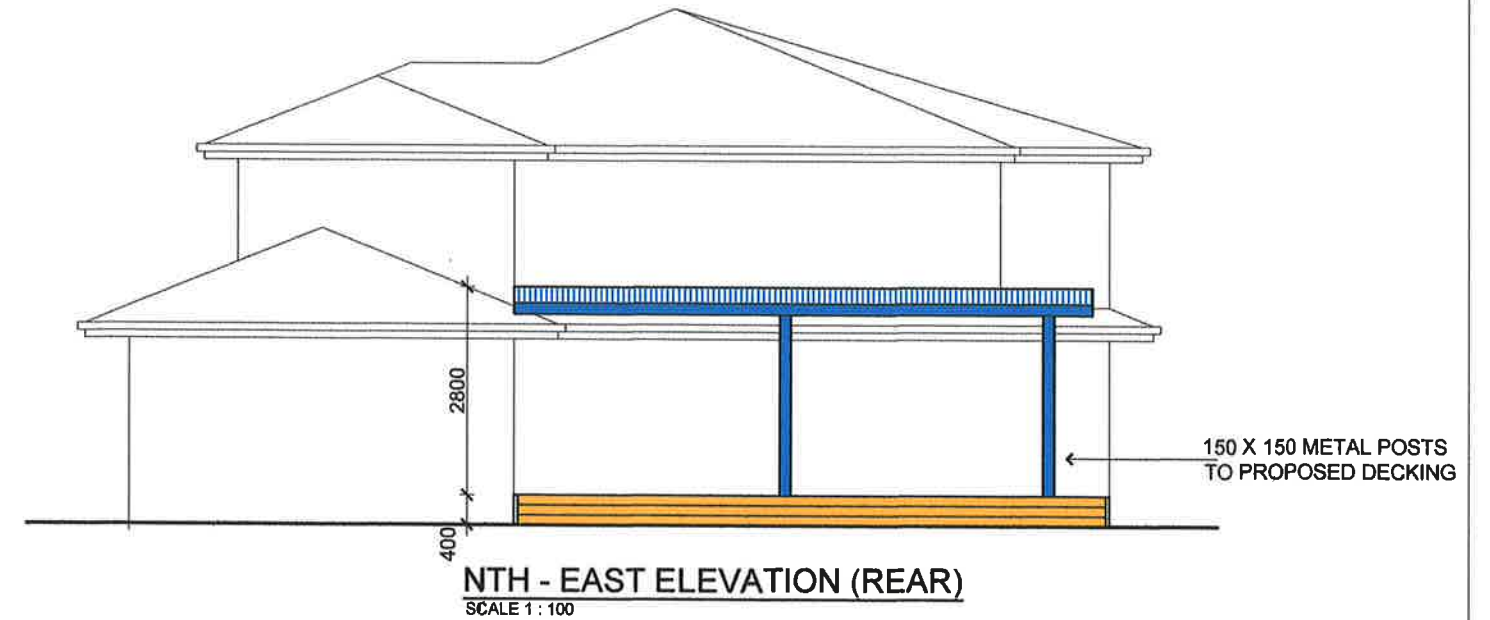 2800
150 X 150 METAL POSTS
TO PROPOSED DECKING
400
NTH - EAST ELEVATION (REAR)
SCALE 1 : 100